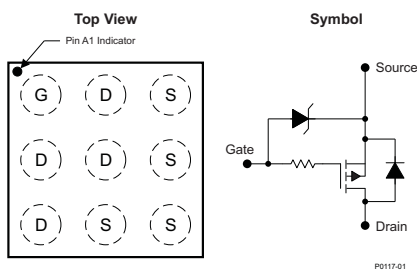 Top View
Symbol
Pin A1 Indicator
G D S
D D S
D S S
Source
Gate
Drain
P0117-01